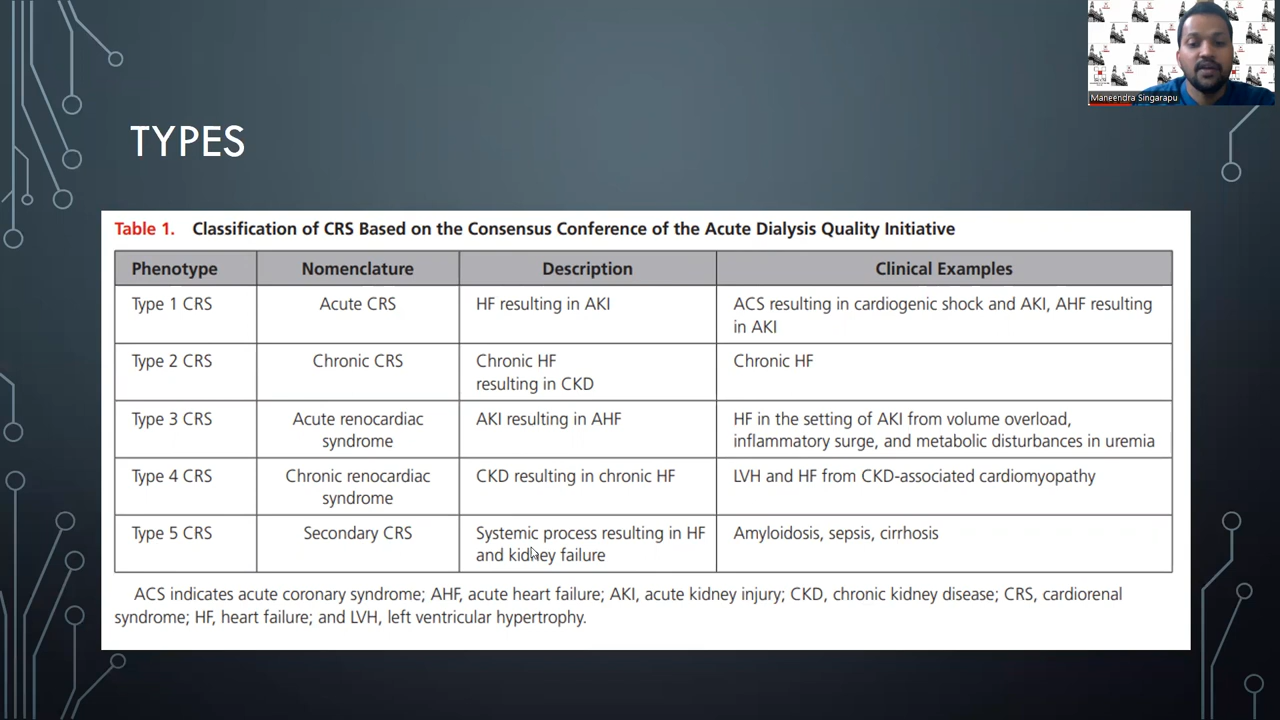 Maneendra Singarapu
TYPES
Table 1. Classification of CRS Based on the Consensus Conference of the Acute Dialysis Quality Initiative
Phenotype Nomenclature Description Clinical Examples
Type 1 CRS Acute CRS HF resulting in AKI ACS resulting in cardiogenic shock and AKI, AHF resulting
in AKI
Type 2 CRS Chronic CRS Chronic HF Chronic HF
resulting in CKD
Type 3 CRS Acute renocardiac AKI resulting in AHF HF in the setting of AKI from volume overload,
syndrome inflammatory surge, and metabolic disturbances in uremia
Type 4 CRS Chronic renocardiac CKD resulting in chronic HF LVH and HF from CKD-associated cardiomyopathy
syndrome
Type 5 CRS Secondary CRS Systemic process resulting in HF Amyloidosis, sepsis, cirrhosis
and kidney failure
ACS indicates acute coronary syndrome; AHF, acute heart failure; AKI, acute kidney injury; CKD, chronic kidney disease; CRS, cardiorenal
syndrome; HF, heart failure; and LVH, left ventricular hypertrophy.